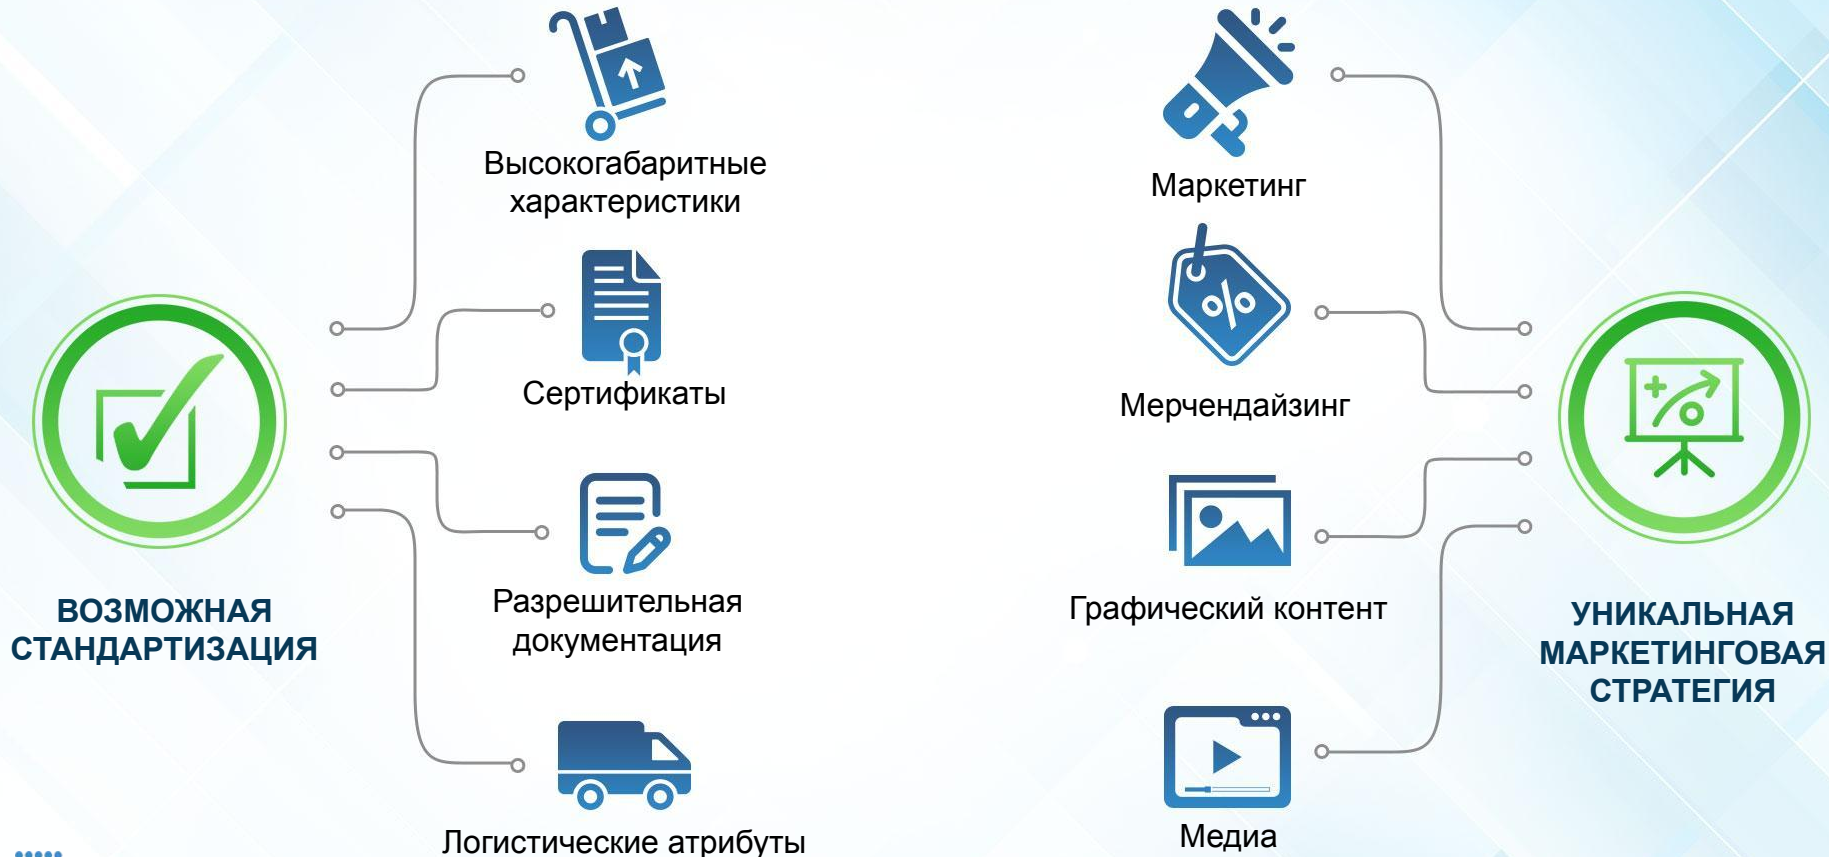 Высокогабаритные
характеристики
Сертификаты
Разрешительная
документация
Логистические атрибуты
ВОЗМОЖНАЯ
СТАНДАРТИЗАЦИЯ
Маркетинг
Мерчендайзинг
Графический контент
Медиа
УНИКАЛЬНАЯ
МАРКЕТИНГОВАЯ
СТРАТЕГИЯ